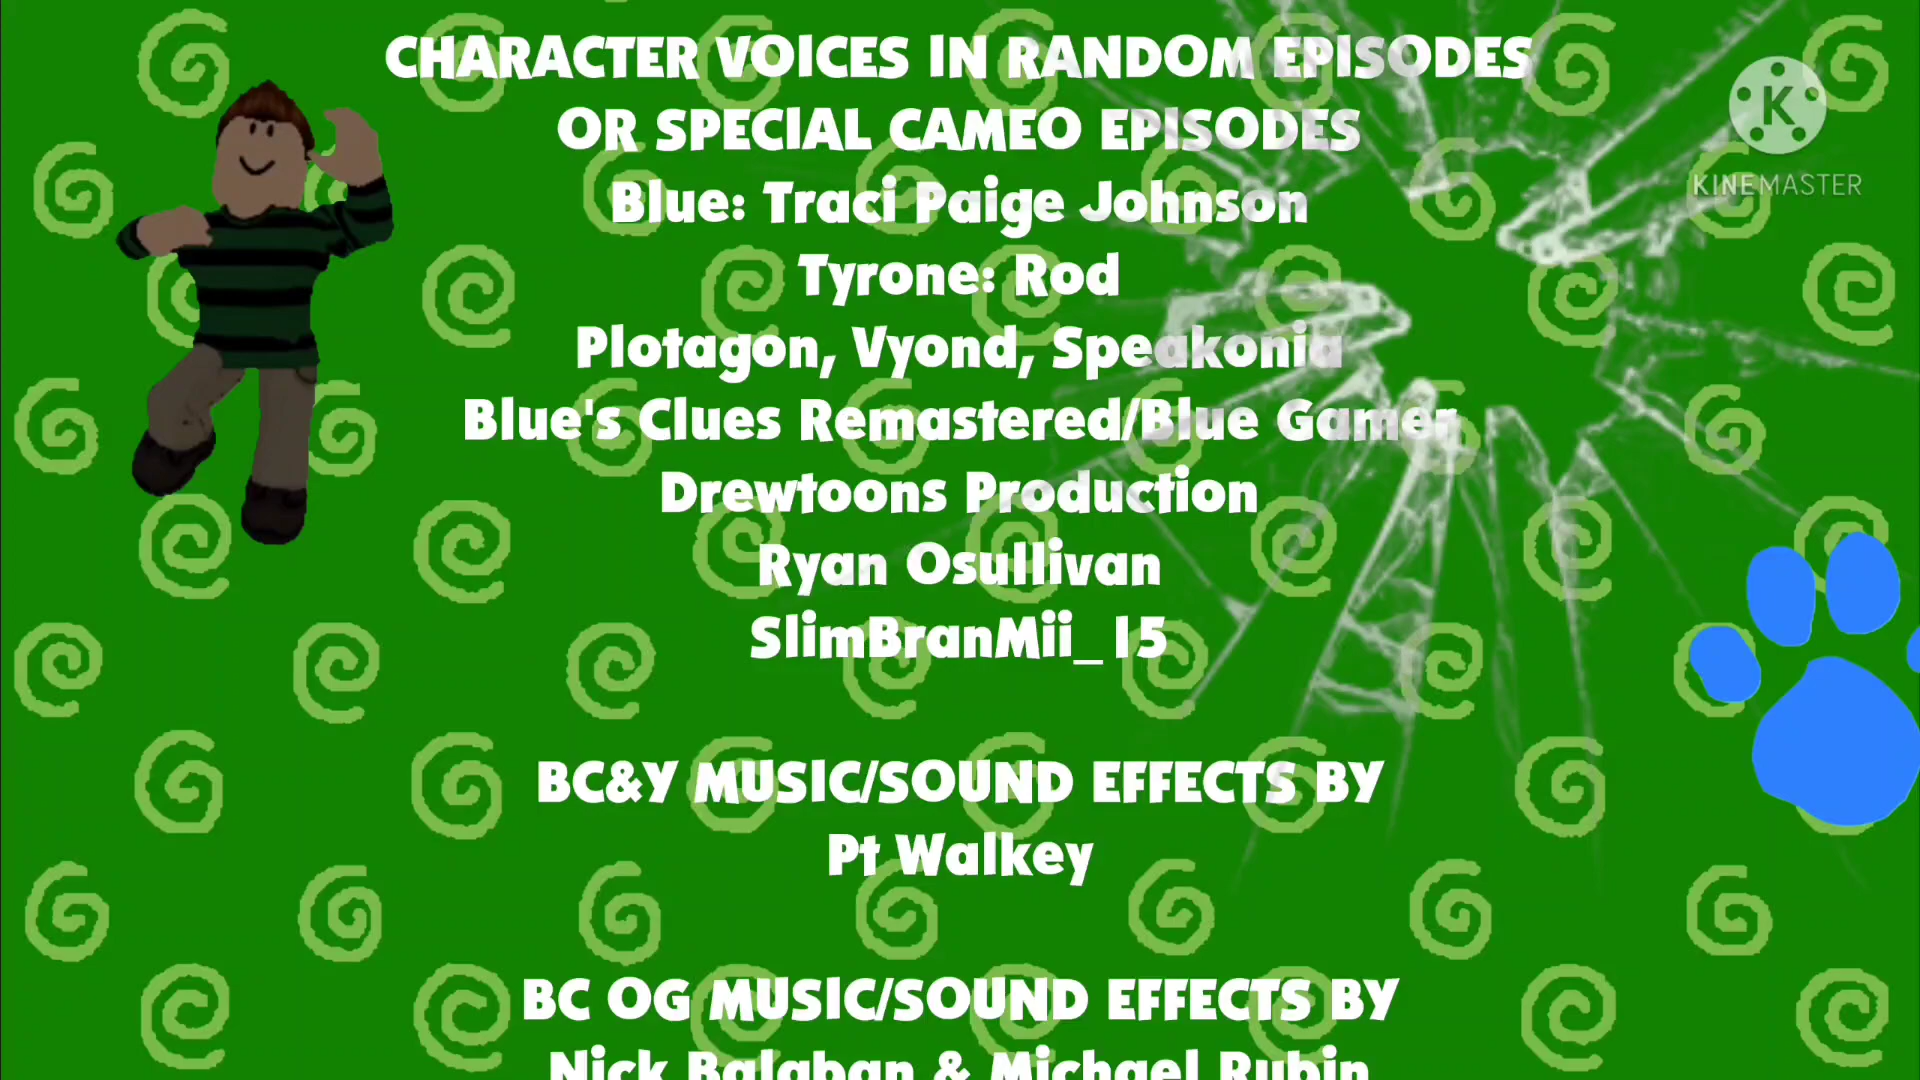 CHARACTER VOICES IN RANDOM EPISODES
OR SPECIAL CAMEO EPISODES
Blue: Traci Paige Johnson
Tyrone: Rod
Plotagon, Vyond, Speakonia
Blue's Clues Remastered/Blue Gamer
Drewtoons Production
Ryan Osullivan
SlimBranMii_15
BC&Y MUSIC/SOUND EFFECTS BY
Pt Walkey
BC OG MUSIC/SOUND EFFECTS BY
Nick Balaban & Michael Rubin
K
KINEMASTER